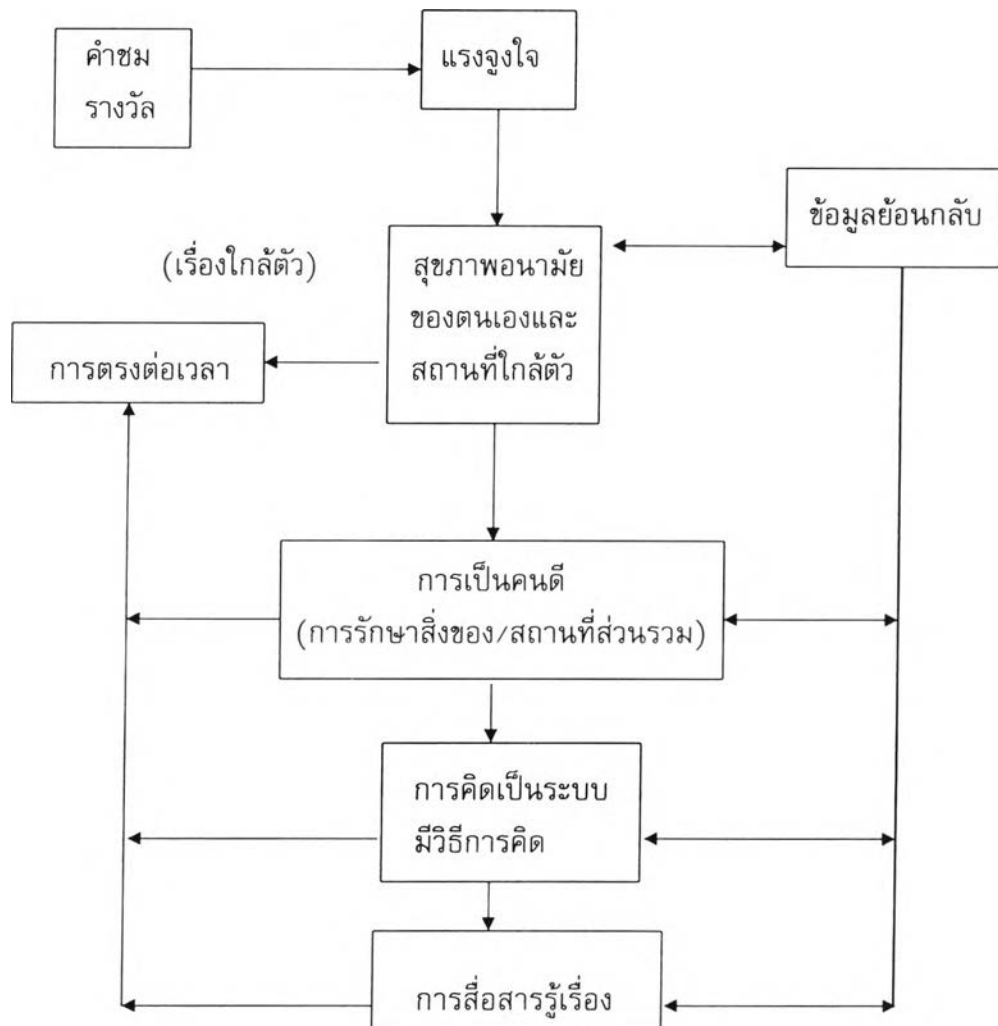 คำชม
รางวัล
แรงจูงใจ
ข้อมูลย้อนกลับ
(เรื่องใกล้ตัว)
สุขภาพอนามัย
ของตนเองและ
สถานที่ใกล้ตัว
การตรงต่อเวลา
การเป็นคนดี
(การรักษาสิ่งของ/สถานที่ส่วนรวม)
การคิดเป็นระบบ
มีวิธีการคิด
การสื่อสารรู้เรื่อง